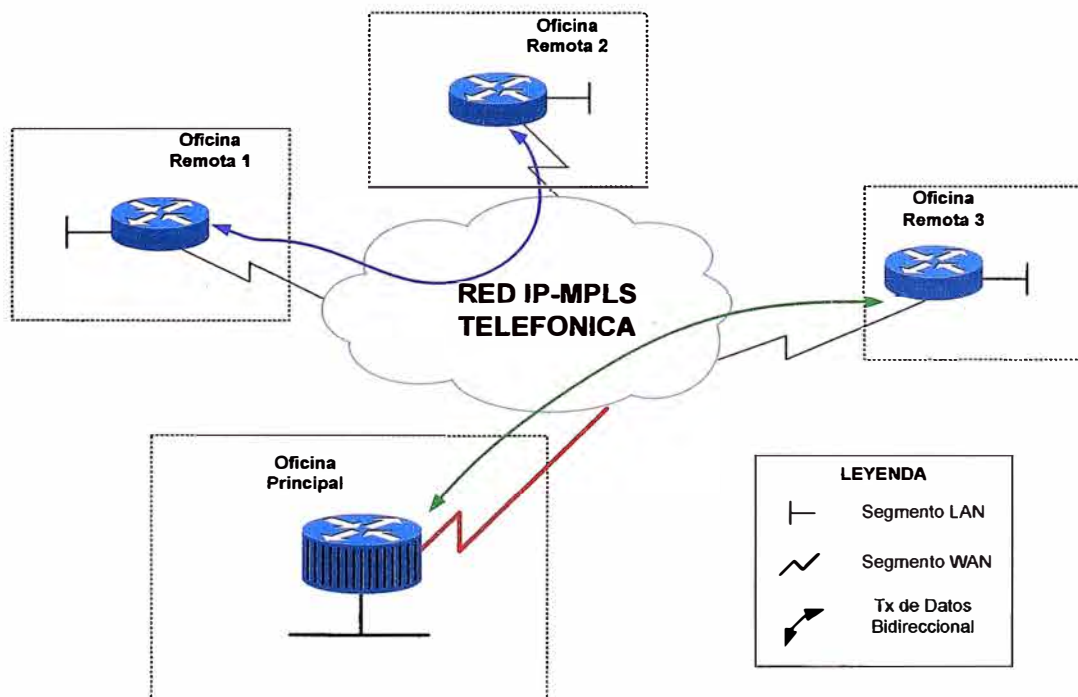 Oficina
Remota 2
Oficina
Remota 1
Oficina
Remota 3
RED IP-MPLS
TELEFONICA
Oficina
Principal
LEYENDA
Segmento LAN
Segmento WAN
Tx de Datos
Bidireccional